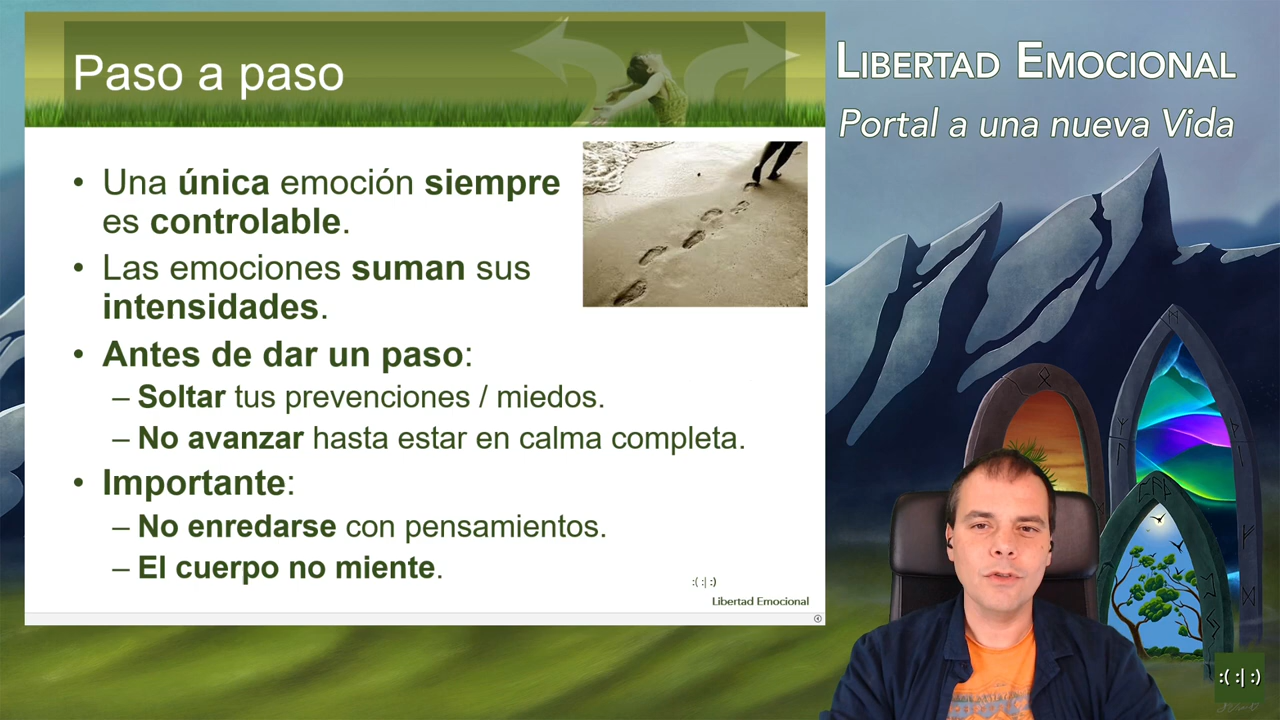 Paso a paso
• Una única emoción siempre
es controlable.
• Las emociones suman sus
intensidades.
• Antes de dar un paso:
– Soltar tus prevenciones / miedos.
– No avanzar hasta estar en calma completa.
• Importante:
– No enredarse con pensamientos.
– El cuerpo no miente.
:( :| :)
Libertad Emocional
LIBERTAD EMOCIONAL
Portal a una nueva Vida
:( :| :)